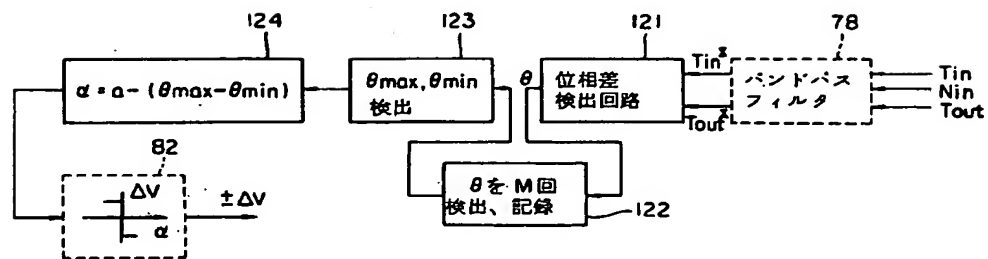 124
123
121
78
α = a - (θmax-θmin)
θmax, θmin
検出
θ
位相差
検出回路
Tin*
Tout*
バンドパス
フィルタ
Tin
Nin
Tout
82
ΔV
α
±ΔV
θをM回
検出、記録
122